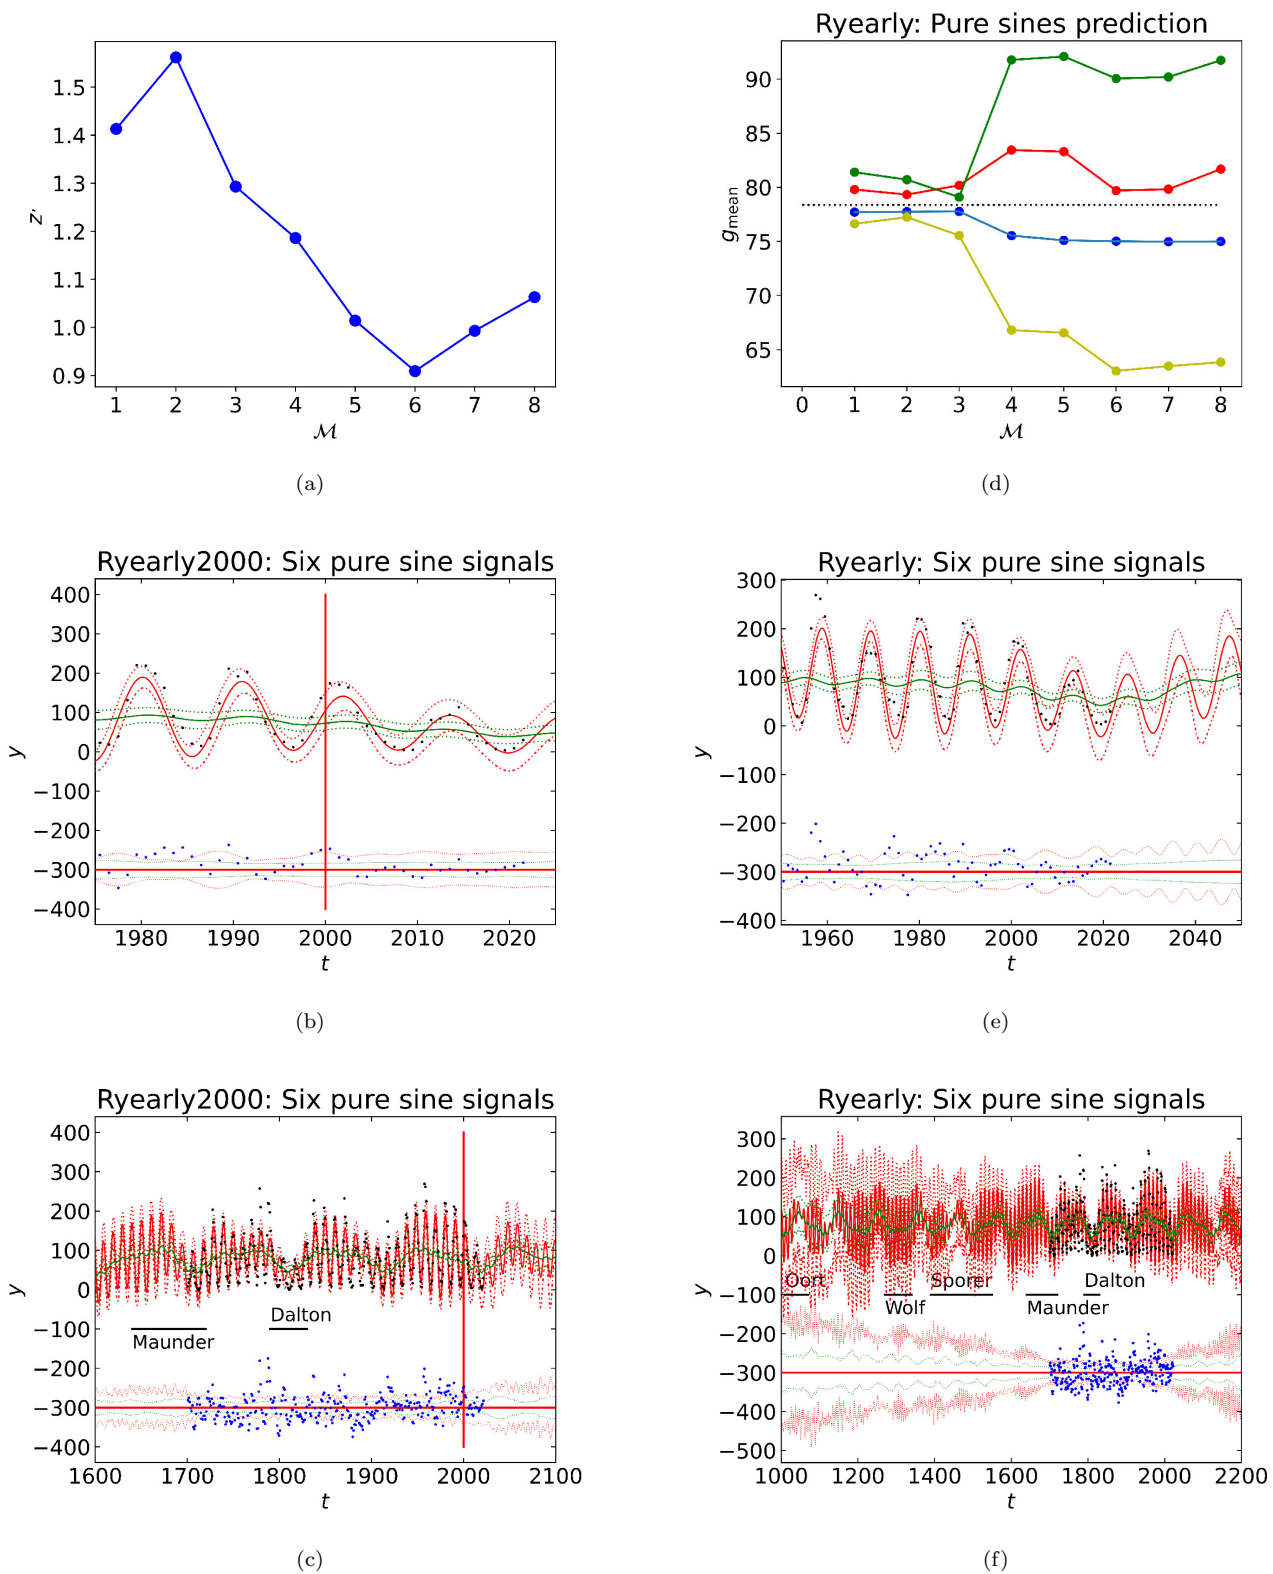 1.5
1.4
1.3
1.2
1.1
1.0
0.9
z'
1 2 3 4 5 6 7 8
ℳ
(a)
Ryearly: Pure sines prediction
90
85
80
75
70
65
g_mean
0 1 2 3 4 5 6 7 8
ℳ
(d)
Ryearly2000: Six pure sine signals
400
300
200
100
0
−100
−200
−300
−400
y
1980 1990 2000 2010 2020
t
(b)
Ryearly: Six pure sine signals
300
200
100
0
−100
−200
−300
−400
y
1960 1980 2000 2020 2040
t
(e)
Ryearly2000: Six pure sine signals
400
300
200
100
0
−100
−200
−300
−400
y
Dalton
Maunder
1600 1700 1800 1900 2000 2100
t
(c)
Ryearly: Six pure sine signals
300
200
100
0
−100
−200
−300
−400
−500
y
Oort Sporer Dalton
Wolf Maunder
1000 1200 1400 1600 1800 2000 2200
t
(f)